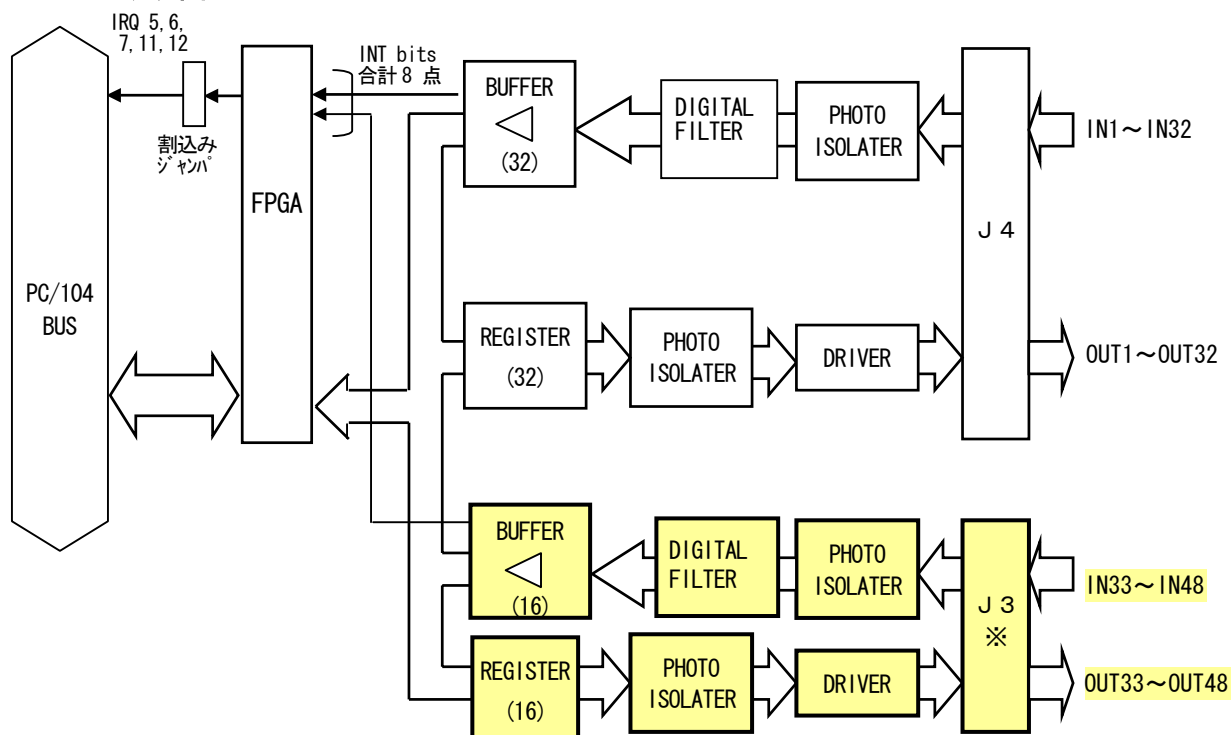 IRQ 5,6,
7,11,12
割込み
ジャンパ
PC/104
BUS
FPGA
INT bits
合計8 点
BUFFER
(32)
DIGITAL
FILTER
PHOTO
ISOLATER
J4
IN1～IN32
REGISTER
(32)
PHOTO
ISOLATER
DRIVER
OUT1～OUT32
BUFFER
(16)
DIGITAL
FILTER
PHOTO
ISOLATER
J3
※
IN33～IN48
REGISTER
(16)
PHOTO
ISOLATER
DRIVER
OUT33～OUT48